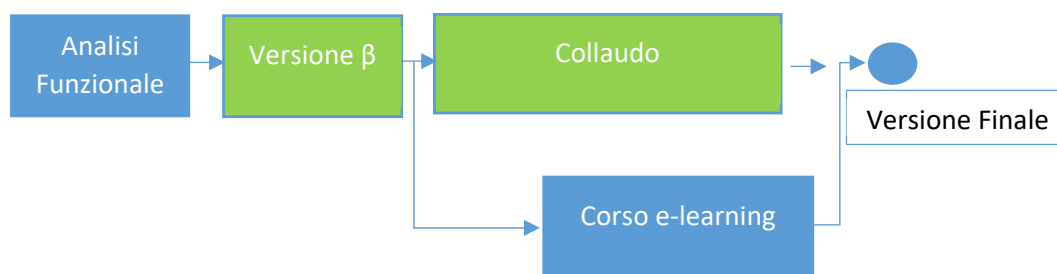 Analisi
Funzionale
Versione β
Collaudo
Versione Finale
Corso e-learning